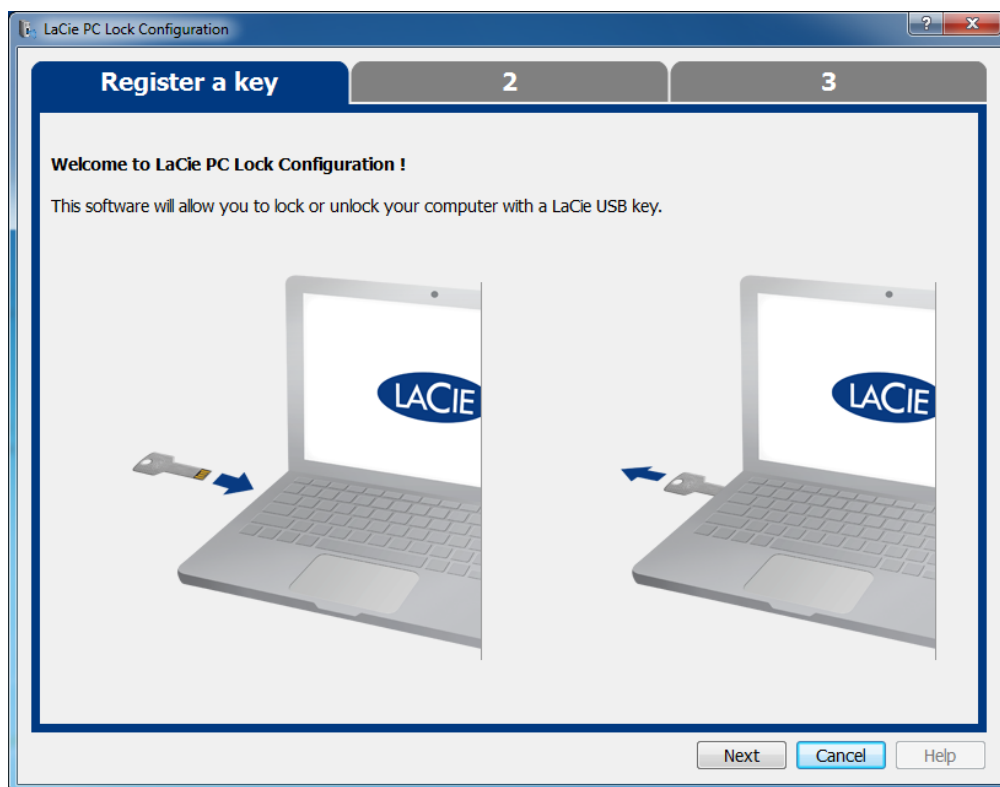 LaCie PC Lock Configuration
?
X
Register a key
2
3
Welcome to LaCie PC Lock Configuration !
This software will allow you to lock or unlock your computer with a LaCie USB key.
LACIE
LACIE
Next
Cancel
Help